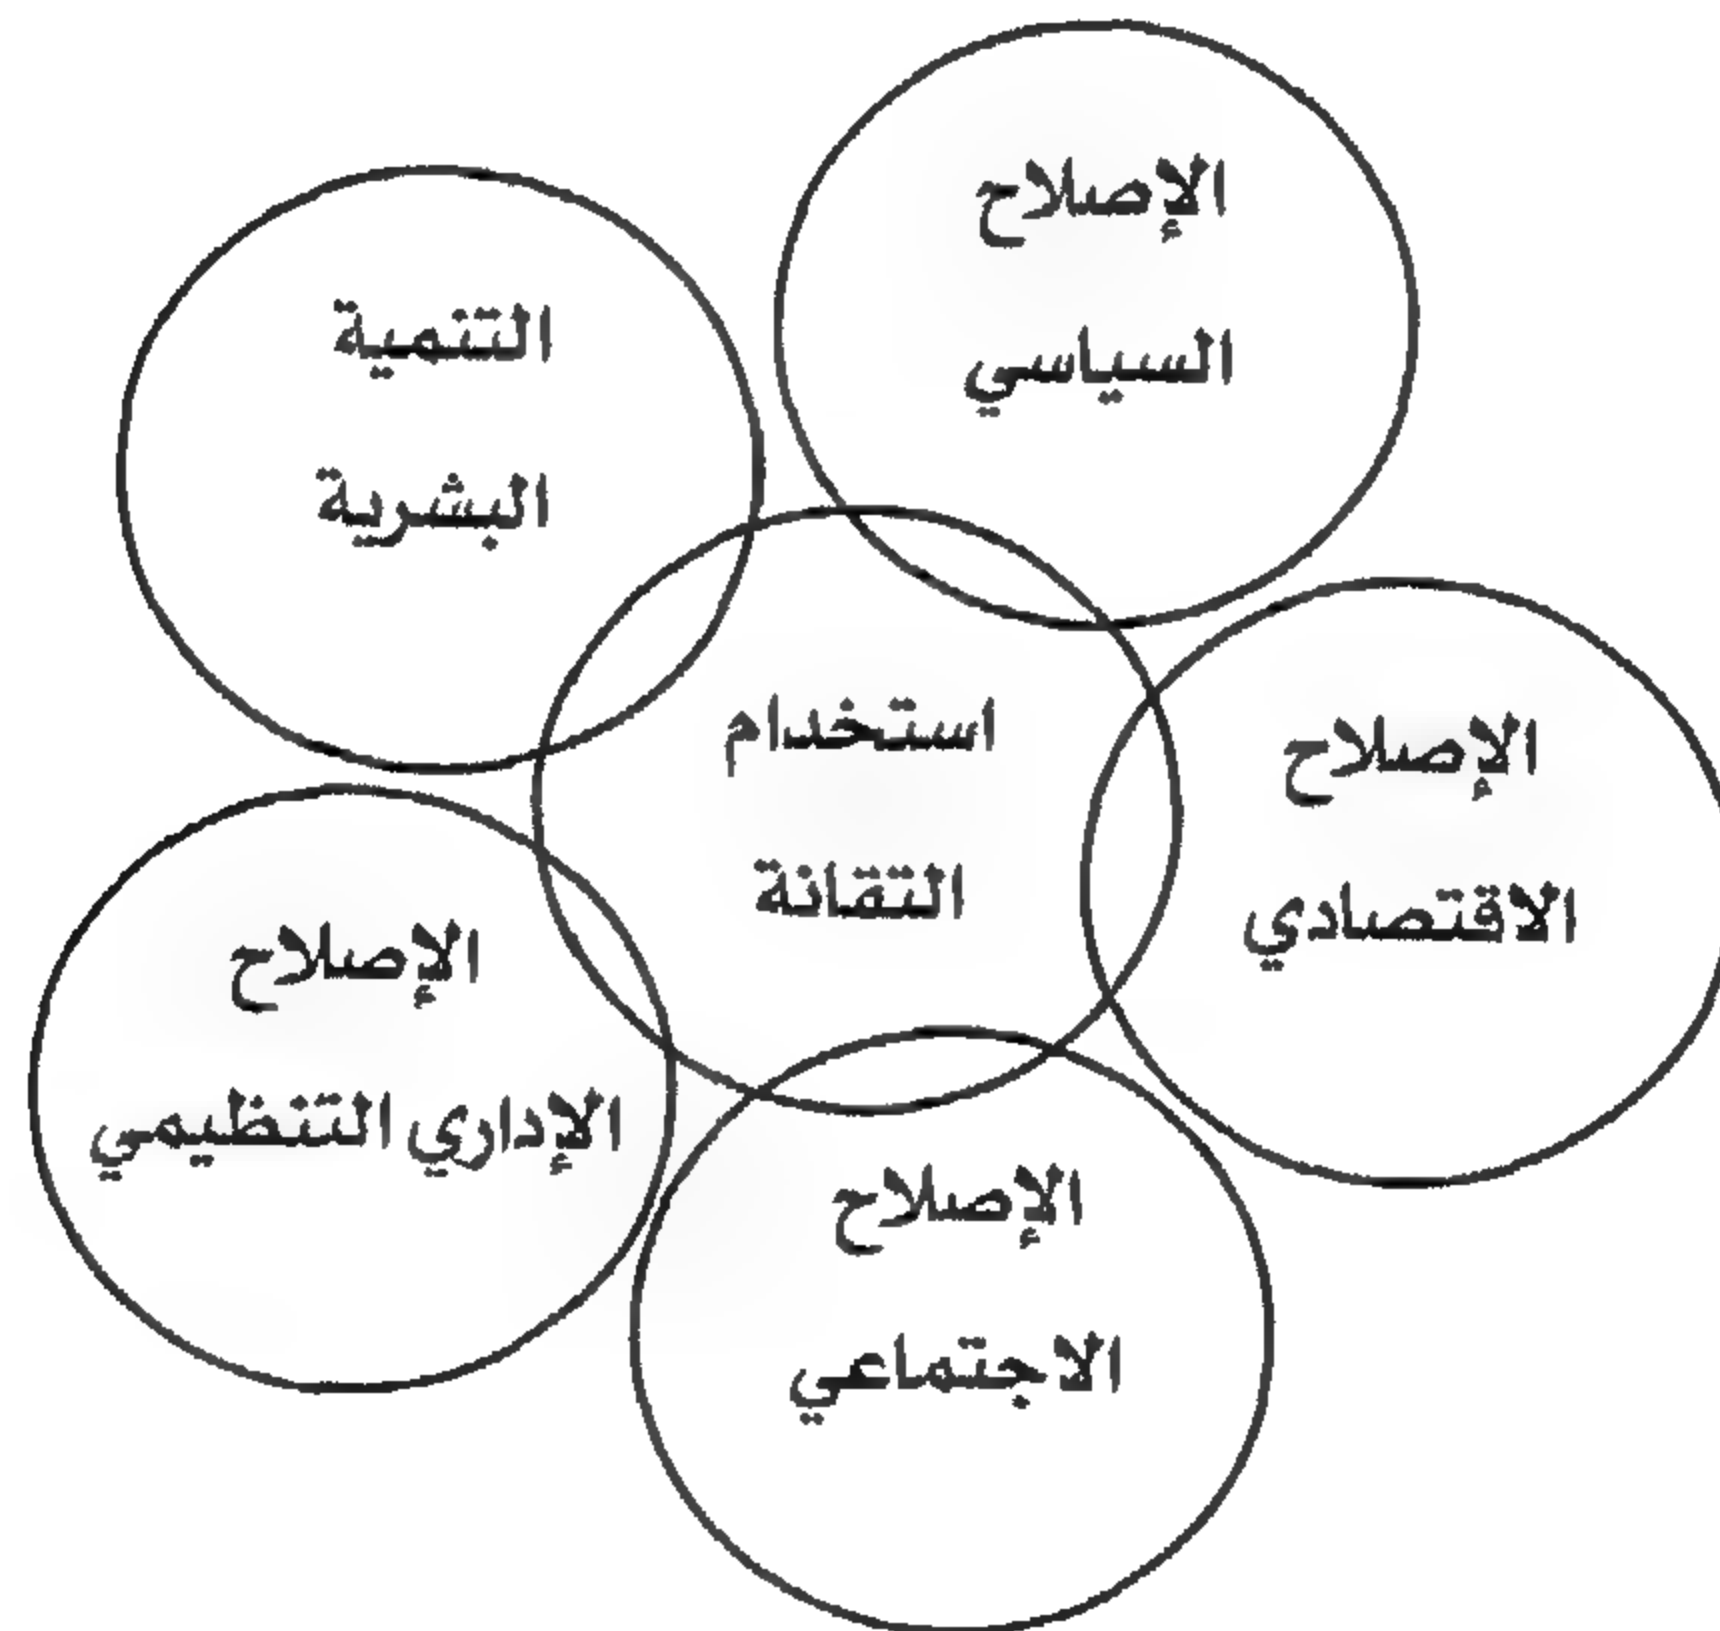 الإصلاح
السياسي
التنمية
البشرية
استخدام
التقانة
الإصلاح
الاقتصادي
الإصلاح
الإداري التنظيمي
الإصلاح
الاجتماعي